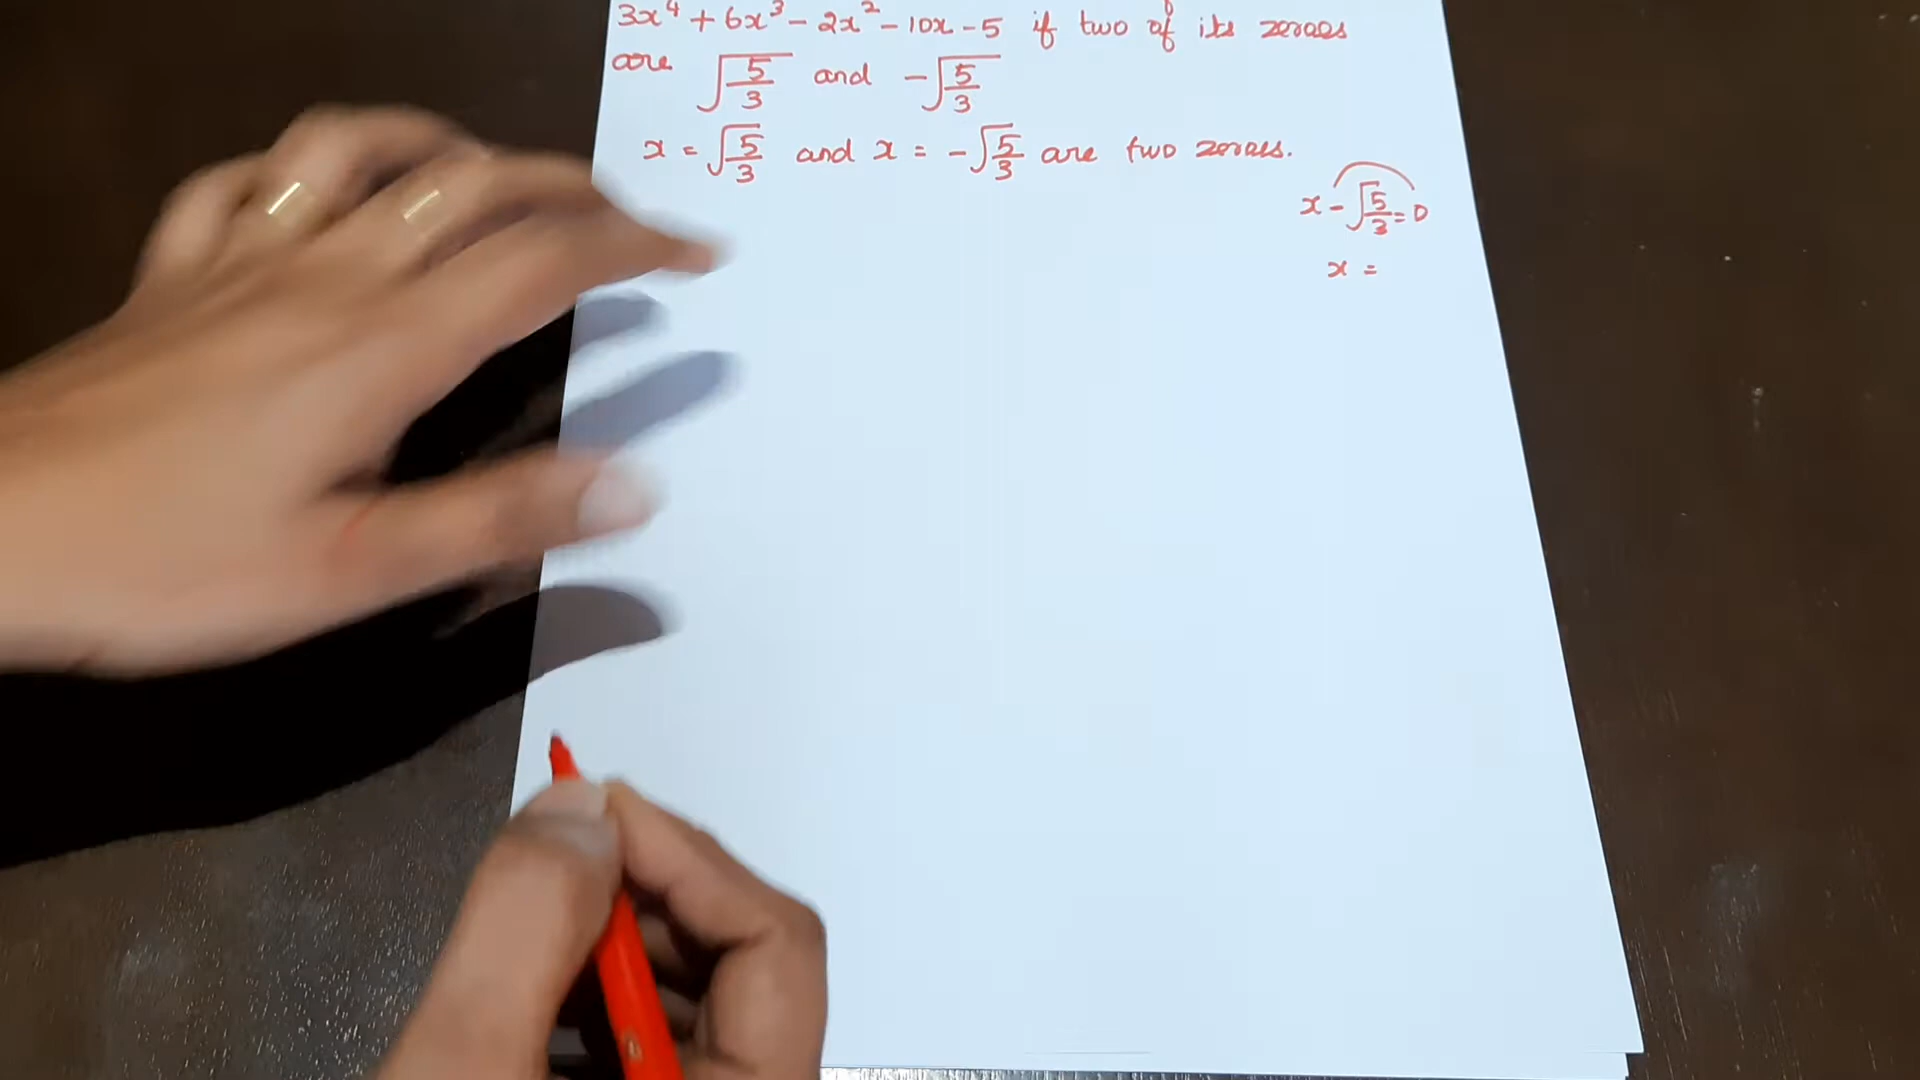 3x⁴ + 6x³ - 2x² - 10x - 5 if two of its zeroes
are √5/3 and -√5/3
x = √5/3 and x = -√5/3 are two zeroes.
x - √5/3 = 0
x =